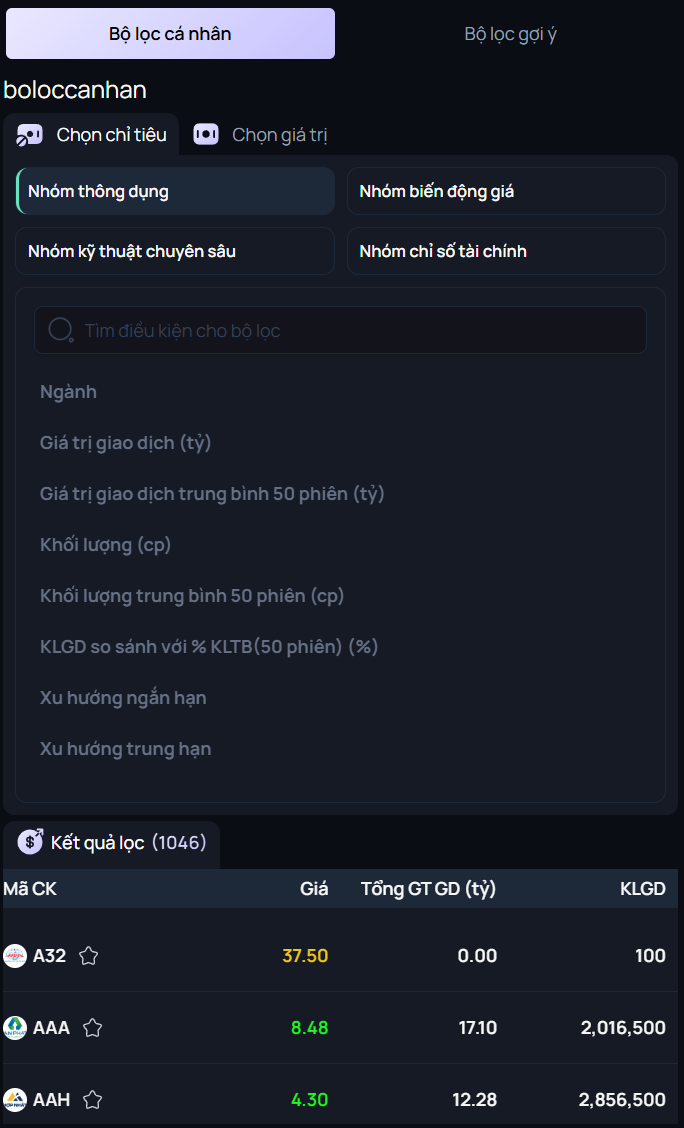 Bộ lọc cá nhân
Bộ lọc gợi ý
boloccanhan
Chọn chỉ tiêu
Chọn giá trị
Nhóm thông dụng
Nhóm biến động giá
Nhóm kỹ thuật chuyên sâu
Nhóm chỉ số tài chính
Tìm điều kiện cho bộ lọc
Ngành
Giá trị giao dịch (tỷ)
Giá trị giao dịch trung bình 50 phiên (tỷ)
Khối lượng (cp)
Khối lượng trung bình 50 phiên (cp)
KLGD so sánh với % KLTB(50 phiên) (%)
Xu hướng ngắn hạn
Xu hướng trung hạn
Kết quả lọc (1046)
Mã CK Giá Tổng GT GD (tỷ) KLGD
A32 37.50 0.00 100
AAA 8.48 17.10 2,016,500
AAH 4.30 12.28 2,856,500